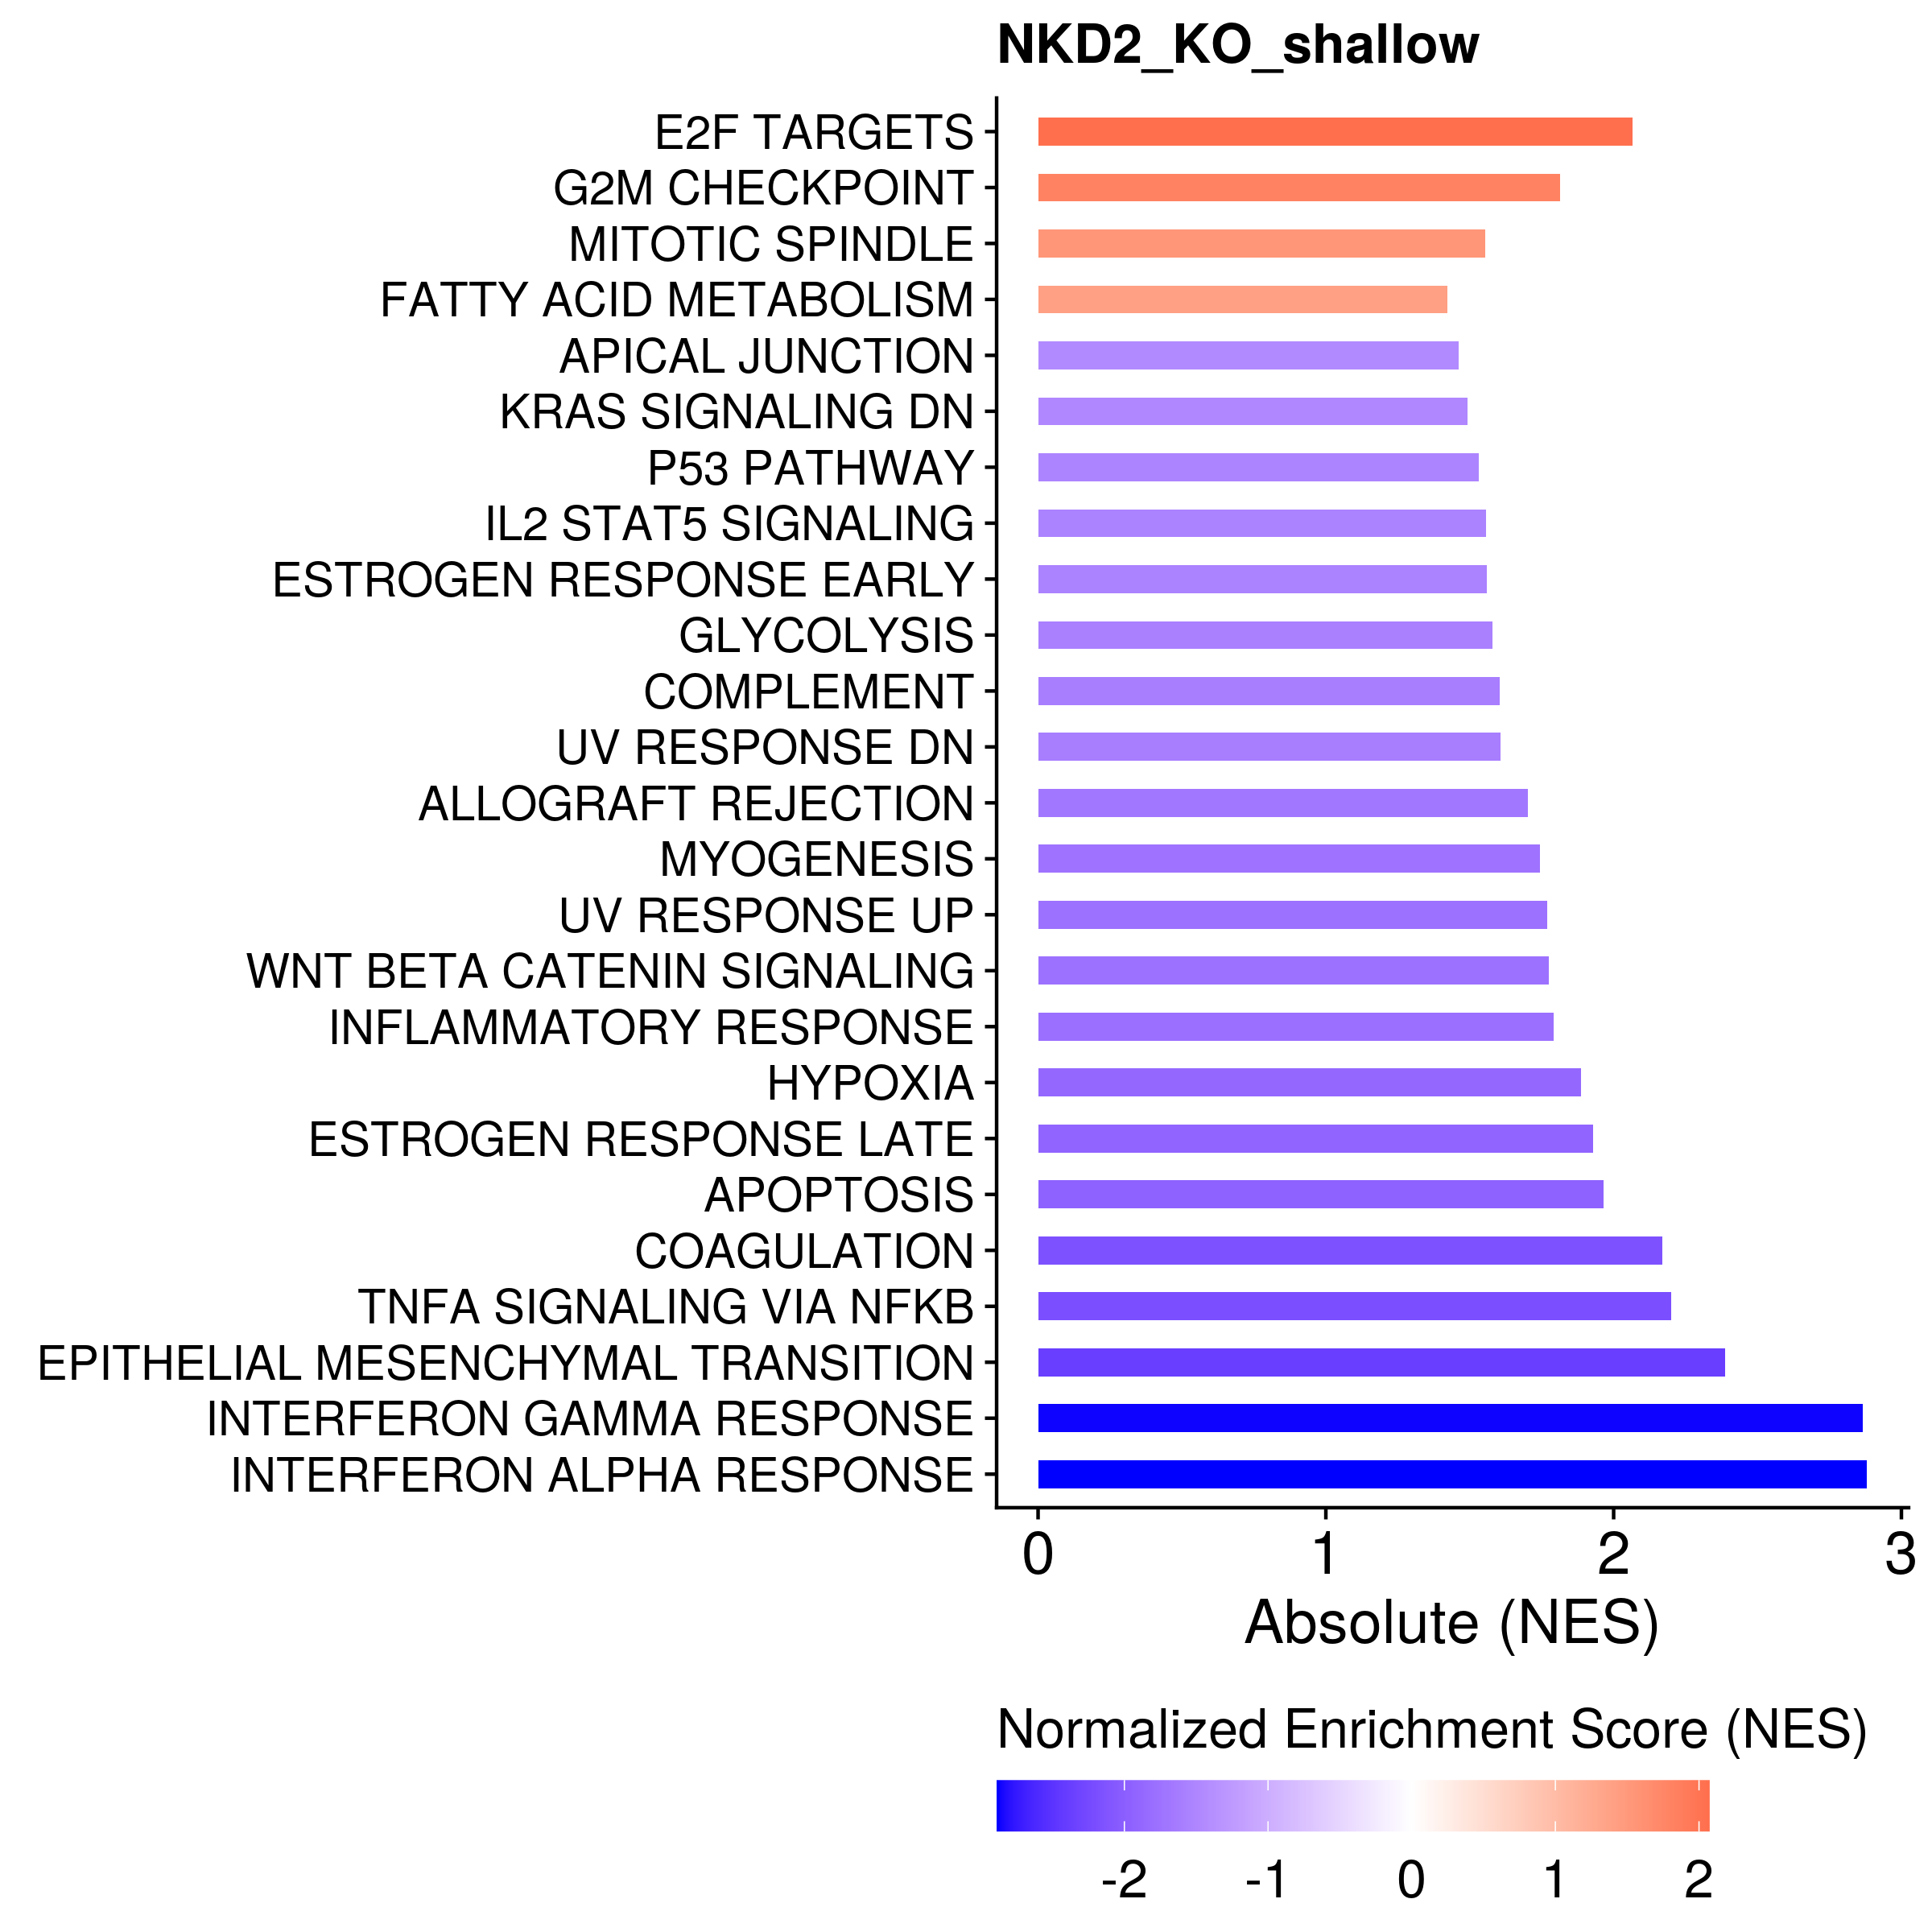 NKD2_KO_shallow
E2F TARGETS
G2M CHECKPOINT
MITOTIC SPINDLE
FATTY ACID METABOLISM
APICAL JUNCTION
KRAS SIGNALING DN
P53 PATHWAY
IL2 STAT5 SIGNALING
ESTROGEN RESPONSE EARLY
GLYCOLYSIS
COMPLEMENT
UV RESPONSE DN
ALLOGRAFT REJECTION
MYOGENESIS
UV RESPONSE UP
WNT BETA CATENIN SIGNALING
INFLAMMATORY RESPONSE
HYPOXIA
ESTROGEN RESPONSE LATE
APOPTOSIS
COAGULATION
TNFA SIGNALING VIA NFKB
EPITHELIAL MESENCHYMAL TRANSITION
INTERFERON GAMMA RESPONSE
INTERFERON ALPHA RESPONSE
0 1 2 3
Absolute (NES)
Normalized Enrichment Score (NES)
-2 -1 0 1 2